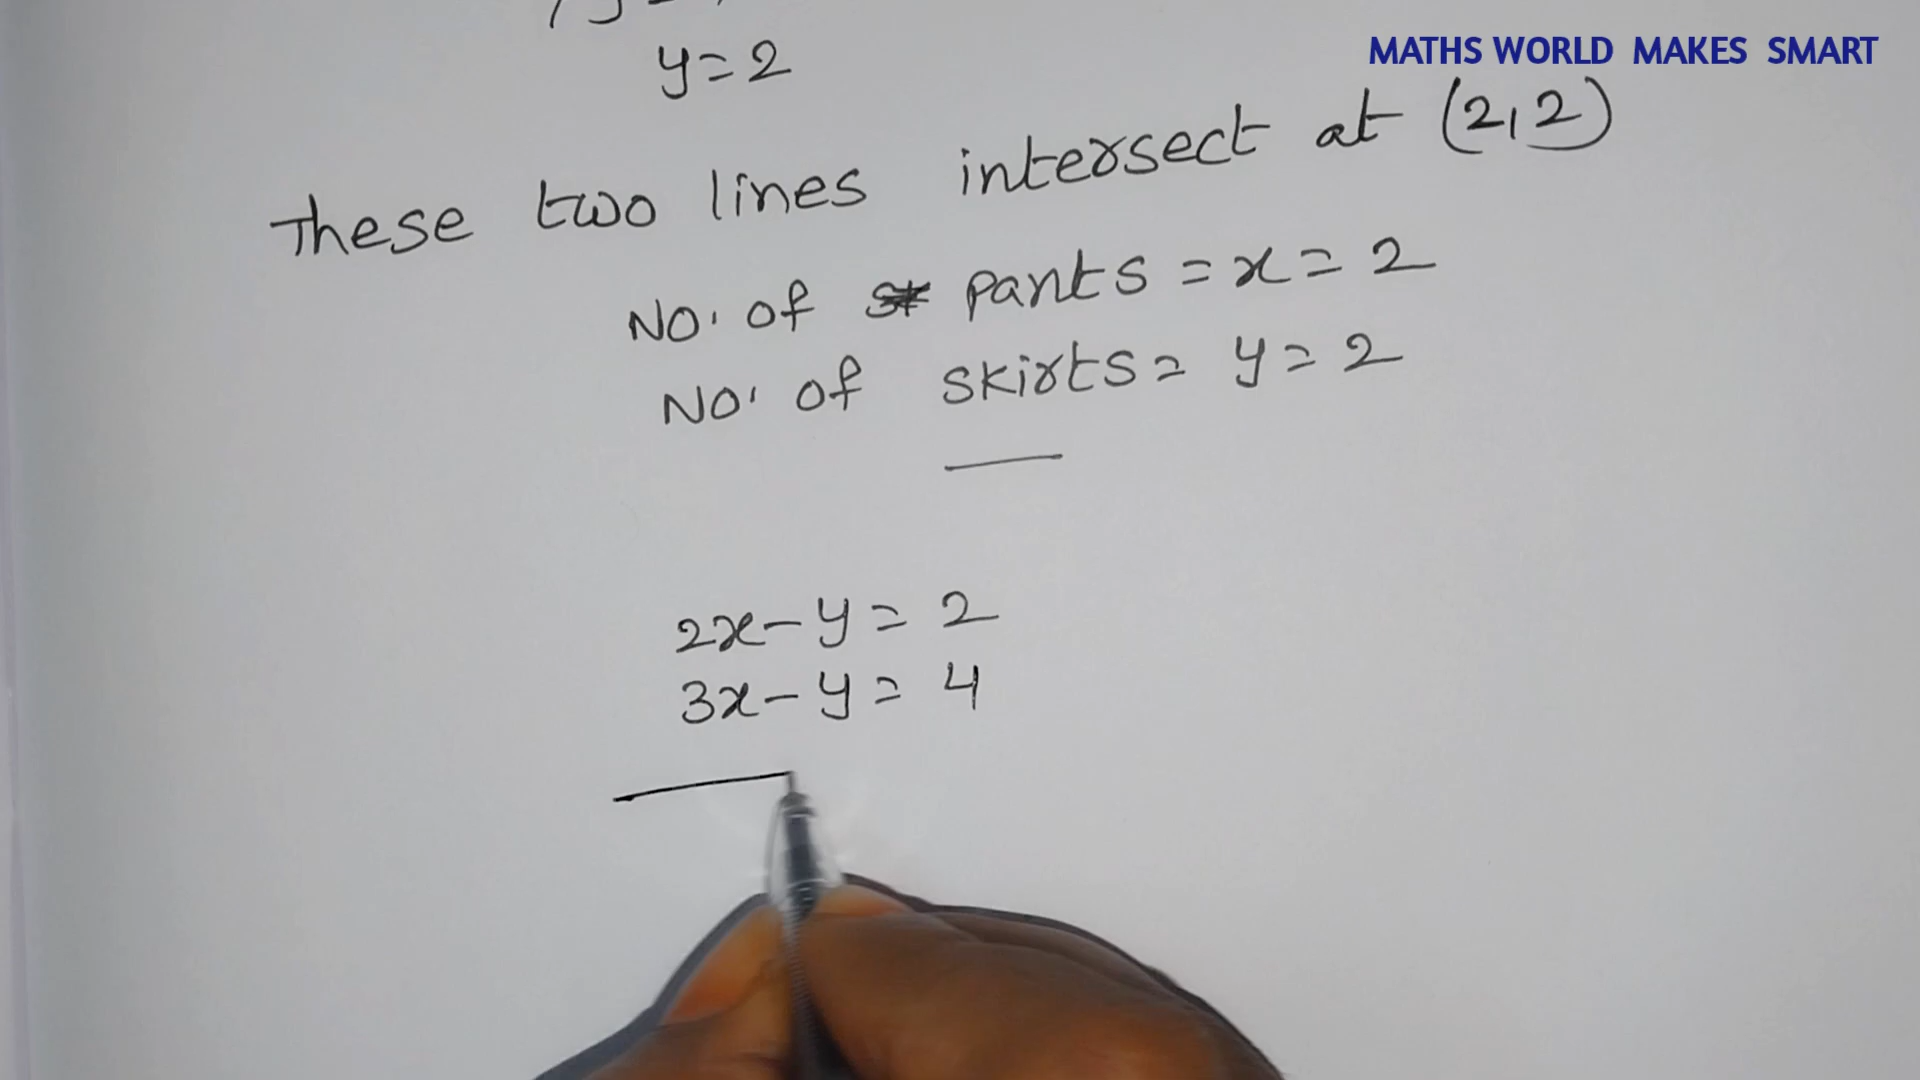 MATHS WORLD MAKES SMART
y=2
These two lines intersect at (2,2)
No. of pants = x = 2
No. of skirts = y = 2
2x - y = 2
3x - y = 4